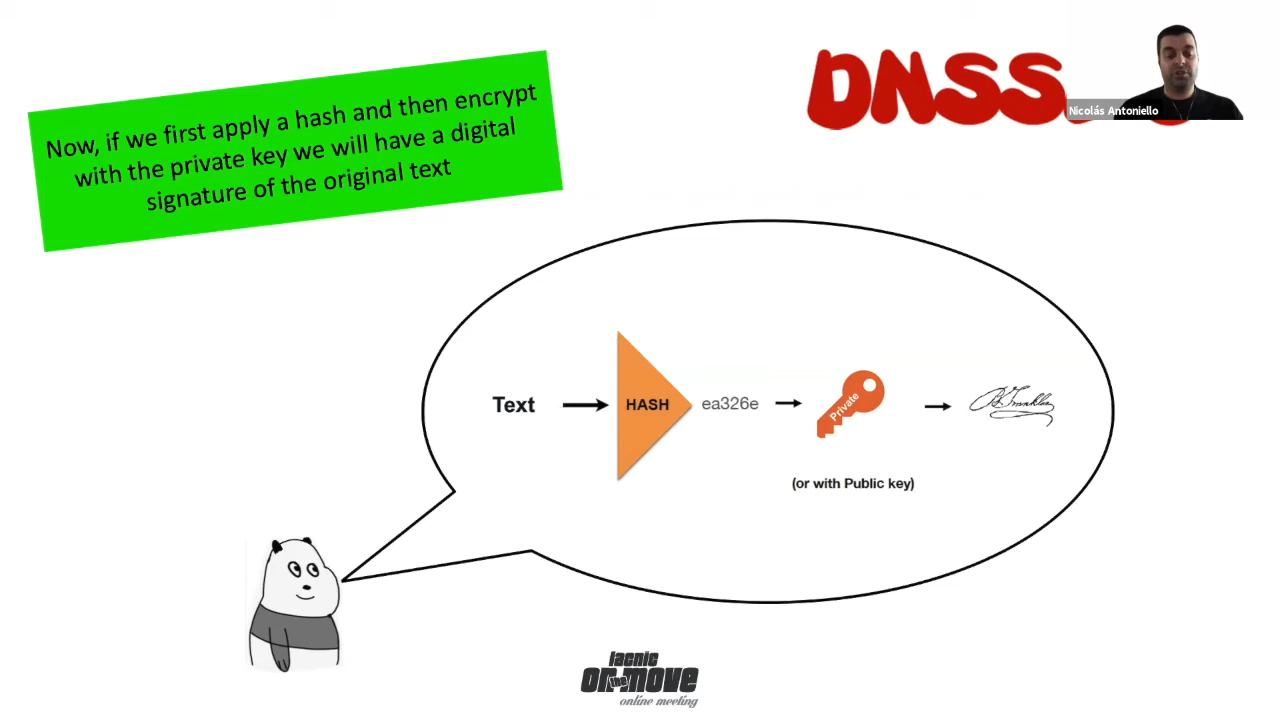 Now, if we first apply a hash and then encrypt
with the private key we will have a digital
signature of the original text
DNSS
Nicolás Antoniello
Text
HASH
ea326e
Private
(or with Public key)
lacnic
on the move
online meeting